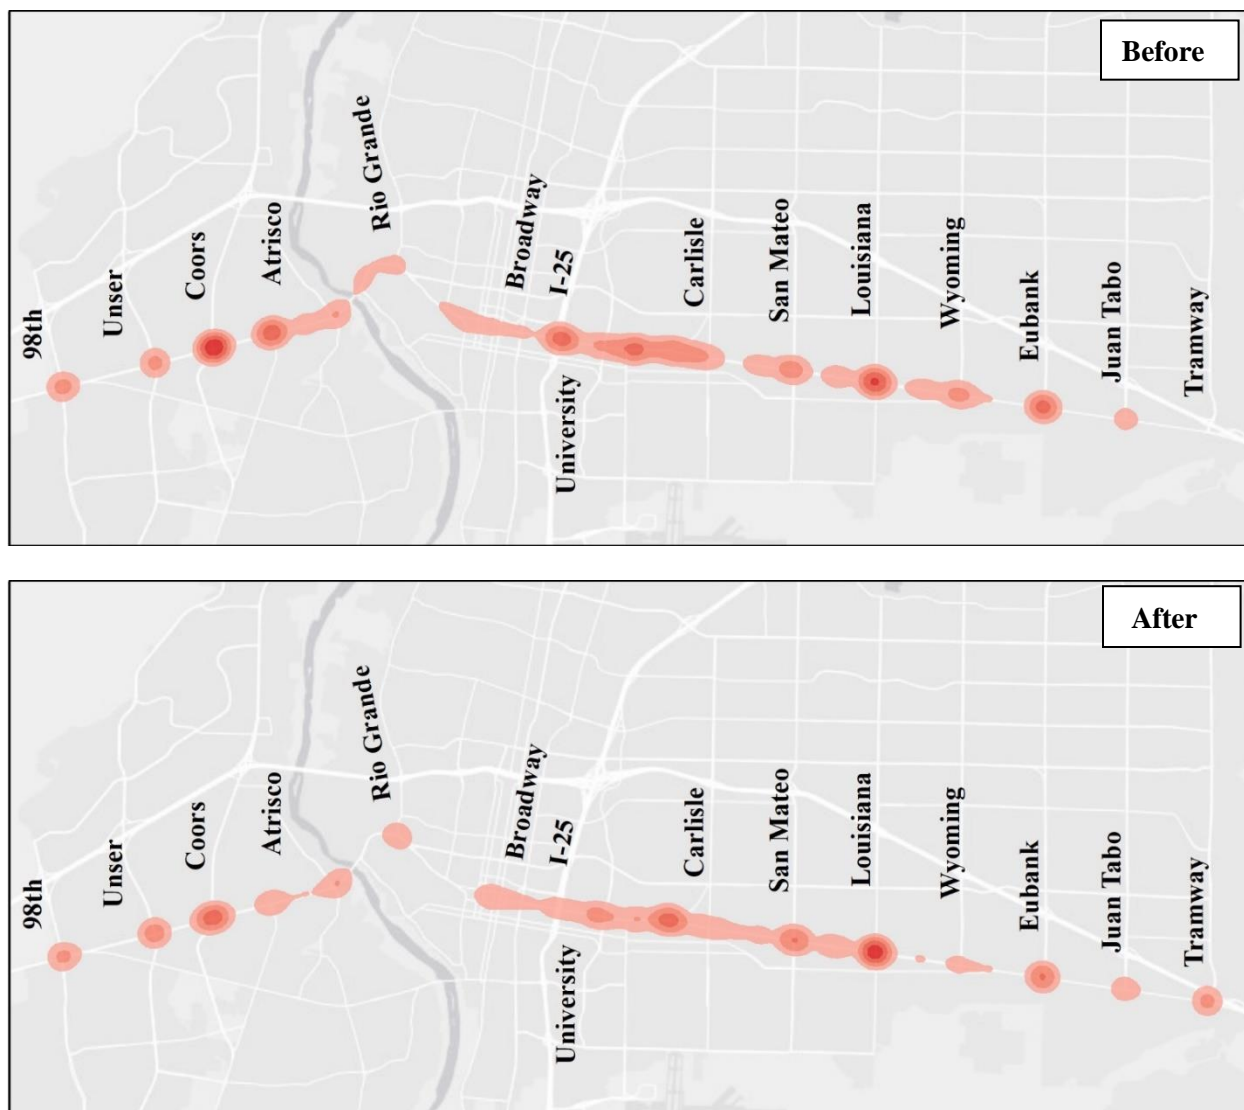 Before
98th
Unser
Coors
Atrisco
Rio Grande
Broadway
I-25
University
Carlisle
San Mateo
Louisiana
Wyoming
Eubank
Juan Tabo
Tramway
After
98th
Unser
Coors
Atrisco
Rio Grande
Broadway
I-25
University
Carlisle
San Mateo
Louisiana
Wyoming
Eubank
Juan Tabo
Tramway